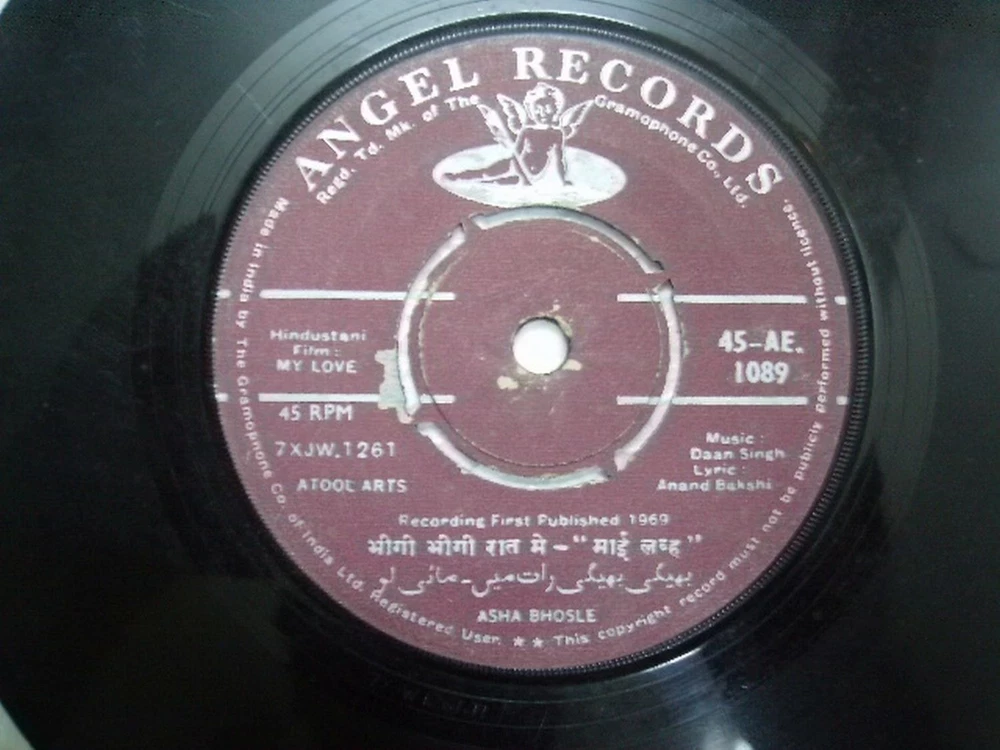 ANGEL RECORDS
Regd. Td. Mk. of The Gramophone Co., Ltd.
Hindustani
Film :
MY LOVE
45-AE.
1089
45 RPM
7XJW.1261
ATOOL ARTS
Music :
Daan Singh
Lyric :
Anand Bakshi
Recording First Published 1969
भीगी भीगी रात मे - "माई लव्ह"
بھیگی بھیگی رات میں - مائی لو
ASHA BHOSLE
Made in India by The Gramophone Co. of India Ltd. Registered User. ★ ★ This copyright record must not be publicly Performed without licence.